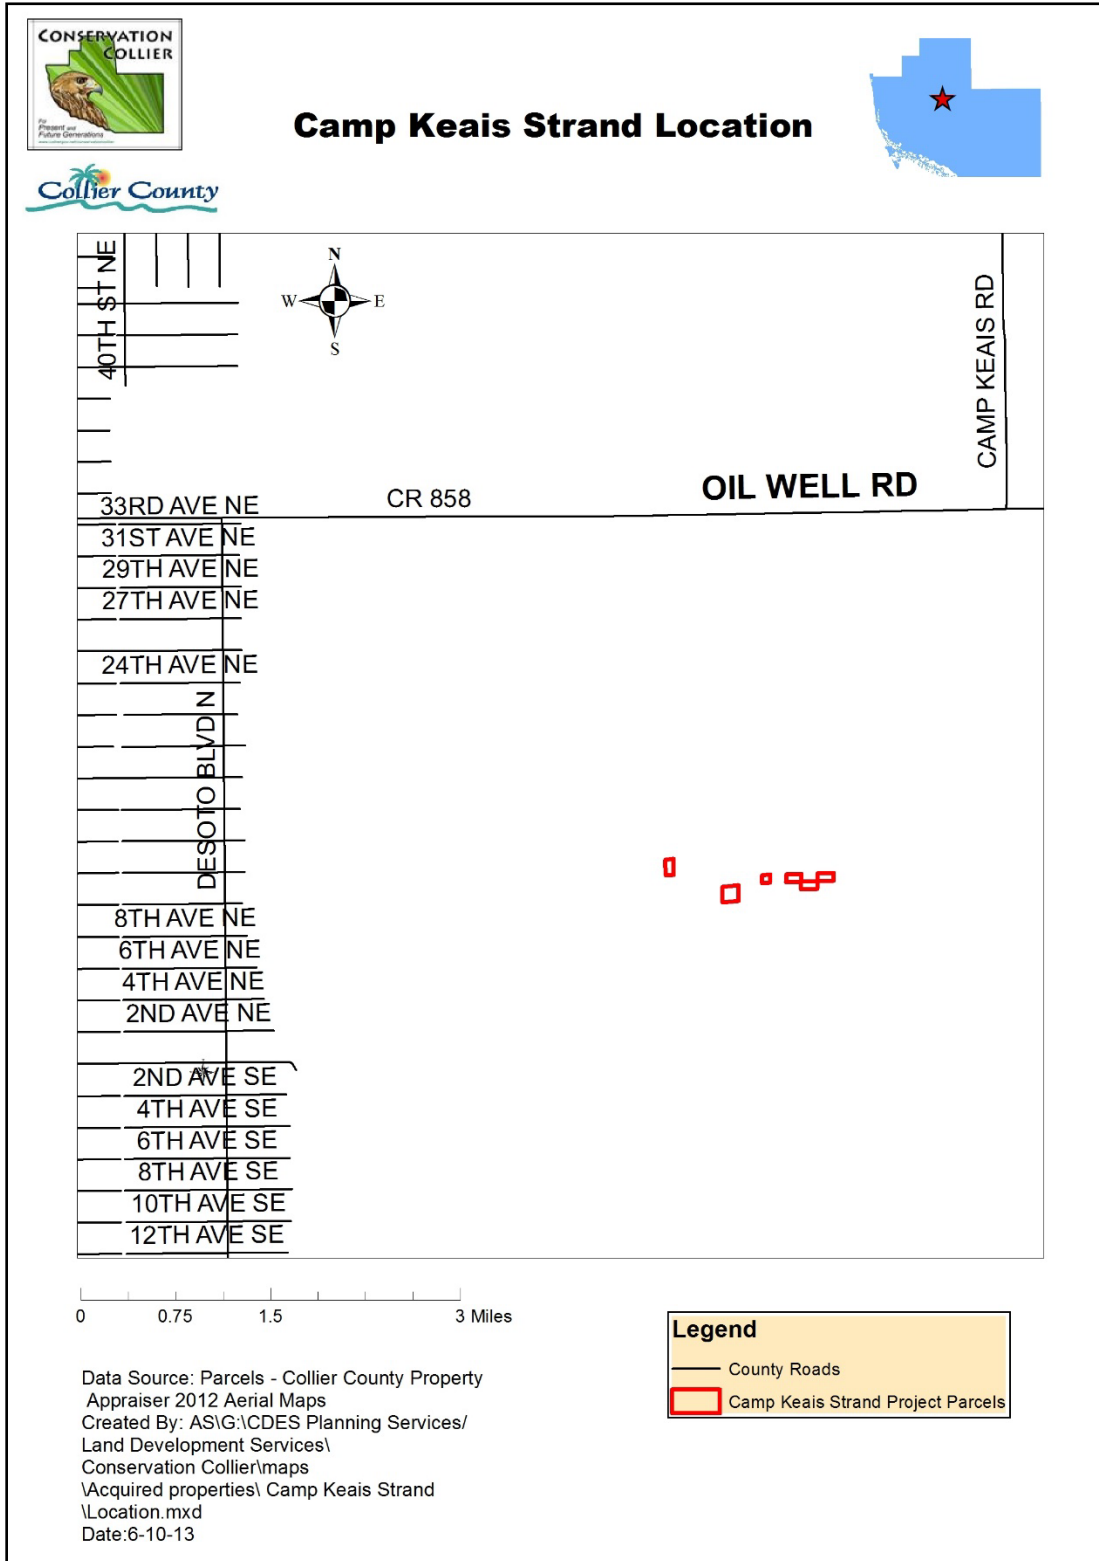 CONSERVATION
COLLIER
For
Present and
Future Generations
Collier County
Camp Keais Strand Location
N
W
E
S
40TH ST NE
CAMP KEAIS RD
OIL WELL RD
CR 858
33RD AVE NE
31ST AVE NE
29TH AVE NE
27TH AVE NE
24TH AVE NE
DESOTO BLVD N
8TH AVE NE
6TH AVE NE
4TH AVE NE
2ND AVE NE
2ND AVE SE
4TH AVE SE
6TH AVE SE
8TH AVE SE
10TH AVE SE
12TH AVE SE
0 0.75 1.5 3 Miles
Legend
County Roads
Camp Keais Strand Project Parcels
Data Source: Parcels - Collier County Property
Appraiser 2012 Aerial Maps
Created By: AS\G:\CDES Planning Services/
Land Development Services\
Conservation Collier\maps
\Acquired properties\ Camp Keais Strand
\Location.mxd
Date:6-10-13